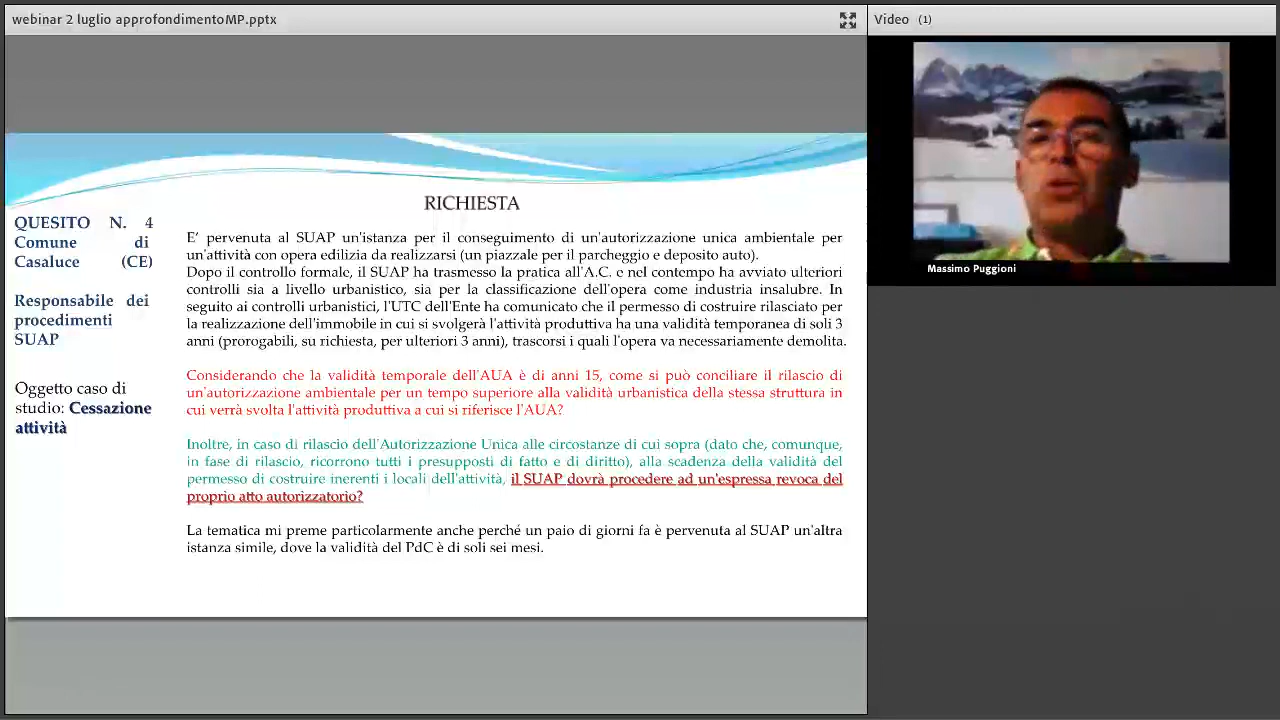 webinar 2 luglio approfondimentoMP.pptx
Video (1)
Massimo Puggioni
RICHIESTA
QUESITO N. 4
Comune di
Casaluce (CE)
Responsabile dei
procedimenti
SUAP
Oggetto caso di
studio: Cessazione
attività
E' pervenuta al SUAP un'istanza per il conseguimento di un'autorizzazione unica ambientale per
un'attività con opera edilizia da realizzarsi (un piazzale per il parcheggio e deposito auto).
Dopo il controllo formale, il SUAP ha trasmesso la pratica all'A.C. e nel contempo ha avviato ulteriori
controlli sia a livello urbanistico, sia per la classificazione dell'opera come industria insalubre. In
seguito ai controlli urbanistici, l'UTC dell'Ente ha comunicato che il permesso di costruire rilasciato per
la realizzazione dell'immobile in cui si svolgerà l'attività produttiva ha una validità temporanea di soli 3
anni (prorogabili, su richiesta, per ulteriori 3 anni), trascorsi i quali l'opera va necessariamente demolita.
Considerando che la validità temporale dell'AUA è di anni 15, come si può conciliare il rilascio di
un'autorizzazione ambientale per un tempo superiore alla validità urbanistica della stessa struttura in
cui verrà svolta l'attività produttiva a cui si riferisce l'AUA?
Inoltre, in caso di rilascio dell'Autorizzazione Unica alle circostanze di cui sopra (dato che, comunque,
in fase di rilascio, ricorrono tutti i presupposti di fatto e di diritto), alla scadenza della validità del
permesso di costruire inerenti i locali dell'attività, il SUAP dovrà procedere ad un'espressa revoca del
proprio atto autorizzatorio?
La tematica mi preme particolarmente anche perché un paio di giorni fa è pervenuta al SUAP un'altra
istanza simile, dove la validità del PdC è di soli sei mesi.